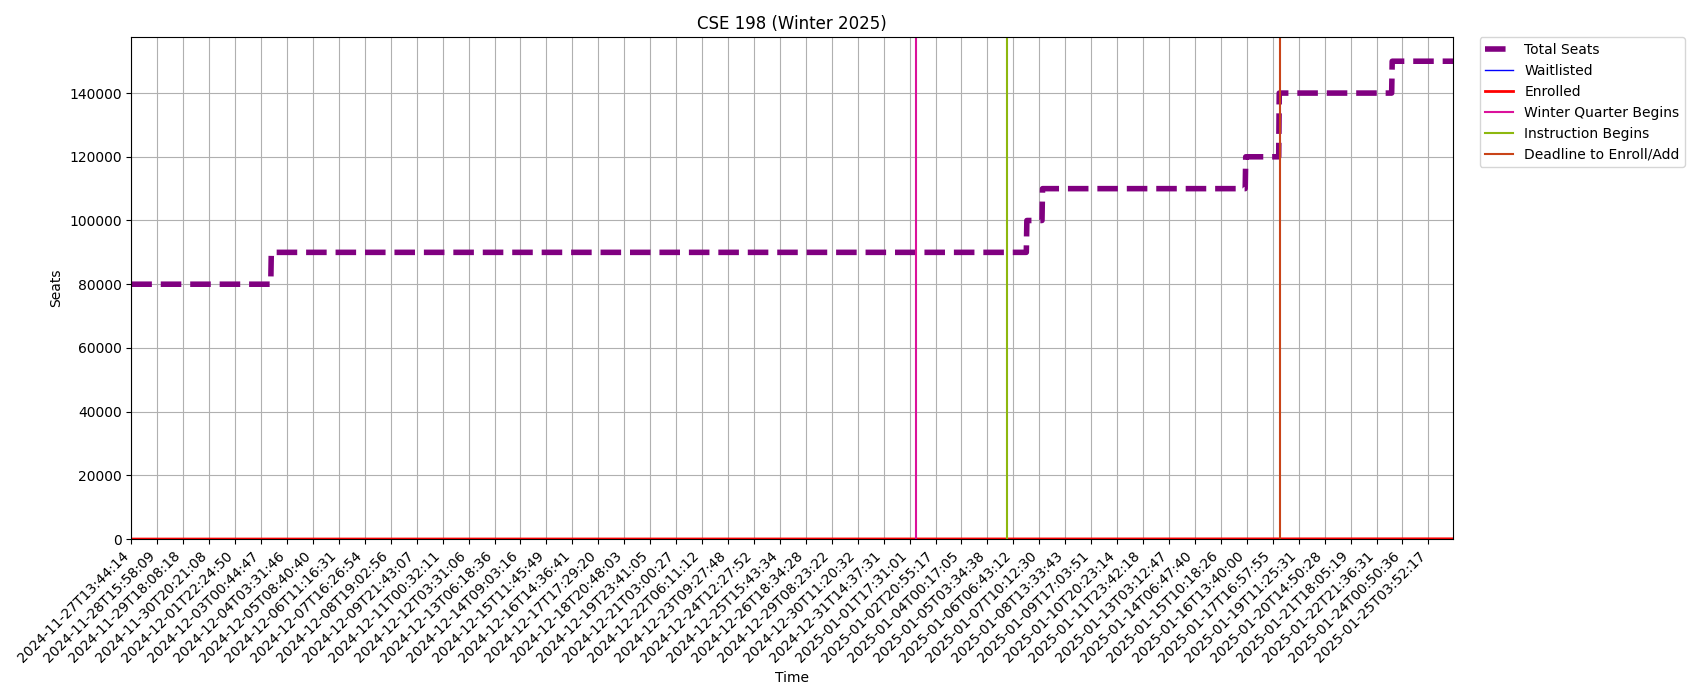 CSE 198 (Winter 2025)
Total Seats
Waitlisted
Enrolled
Winter Quarter Begins
Instruction Begins
Deadline to Enroll/Add
Seats
140000
120000
100000
80000
60000
40000
20000
0
2024-11-27T13:44:14
2024-11-28T15:58:09
2024-11-29T18:08:18
2024-11-30T20:21:08
2024-12-01T22:24:50
2024-12-03T00:44:47
2024-12-04T03:31:46
2024-12-05T08:40:40
2024-12-06T11:16:31
2024-12-07T16:26:54
2024-12-08T19:02:56
2024-12-09T21:43:07
2024-12-11T00:32:11
2024-12-12T03:31:06
2024-12-13T06:18:36
2024-12-14T09:03:16
2024-12-15T11:45:49
2024-12-16T14:36:41
2024-12-17T17:29:20
2024-12-18T20:48:03
2024-12-19T23:41:05
2024-12-21T03:00:27
2024-12-22T06:11:12
2024-12-23T09:27:48
2024-12-24T12:27:52
2024-12-25T15:43:34
2024-12-26T18:34:28
2024-12-29T08:23:22
2024-12-30T11:20:32
2024-12-31T14:37:31
2025-01-01T17:31:01
2025-01-02T20:55:17
2025-01-04T00:17:05
2025-01-05T03:34:38
2025-01-06T06:43:12
2025-01-07T10:12:30
2025-01-08T13:33:43
2025-01-09T17:03:51
2025-01-10T20:23:14
2025-01-11T23:42:18
2025-01-13T03:12:47
2025-01-14T06:47:40
2025-01-15T10:18:26
2025-01-16T13:40:00
2025-01-17T16:57:55
2025-01-19T11:25:31
2025-01-20T14:50:28
2025-01-21T18:05:19
2025-01-22T21:36:31
2025-01-24T00:50:36
2025-01-25T03:52:17
Time